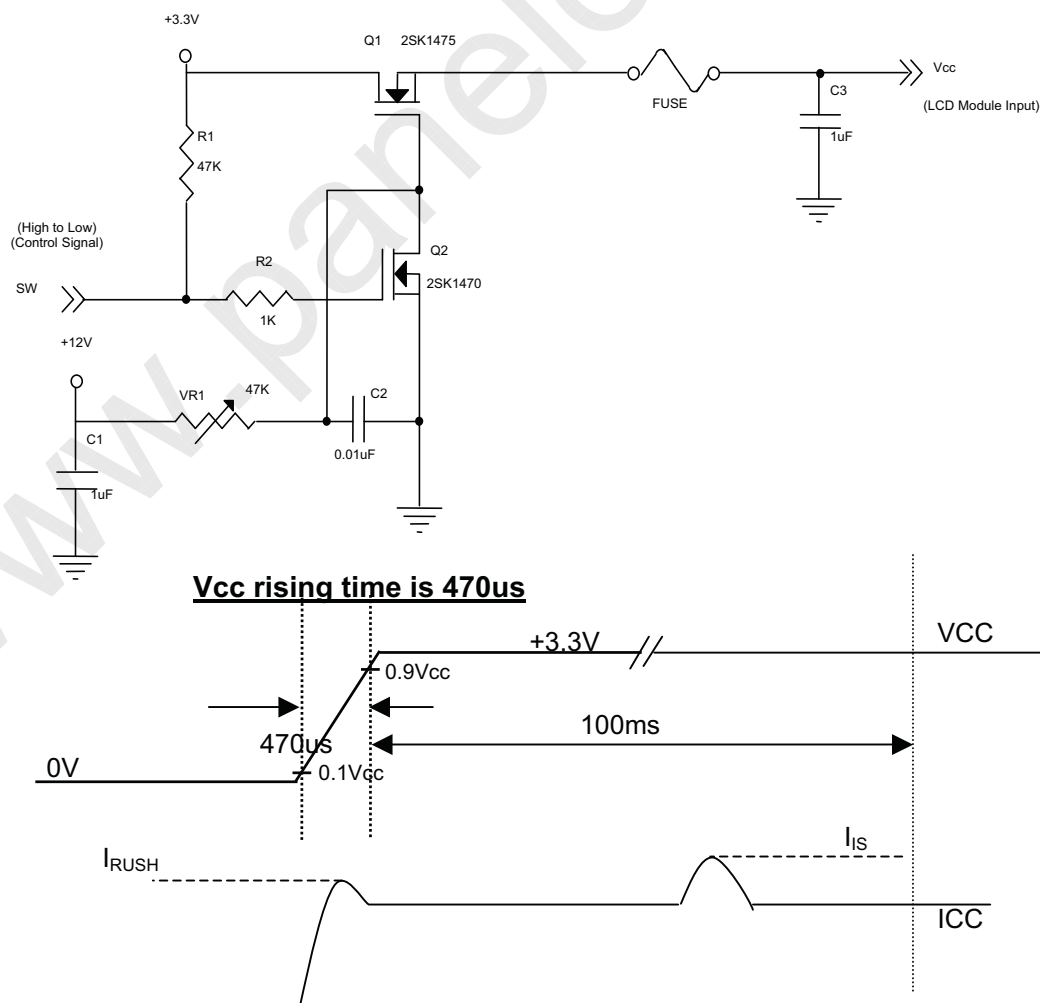 +3.3V
Q1 2SK1475
Vcc
FUSE
C3
(LCD Module Input)
R1
1uF
47K
(High to Low)
(Control Signal)
Q2
R2
SW
2SK1470
1K
+12V
VR1
47K
C2
C1
0.01uF
1uF
Vcc rising time is 470us
+3.3V
VCC
0.9Vcc
100ms
470us
0V
0.1Vcc
IRUSH
IIS
ICC
www.panelo